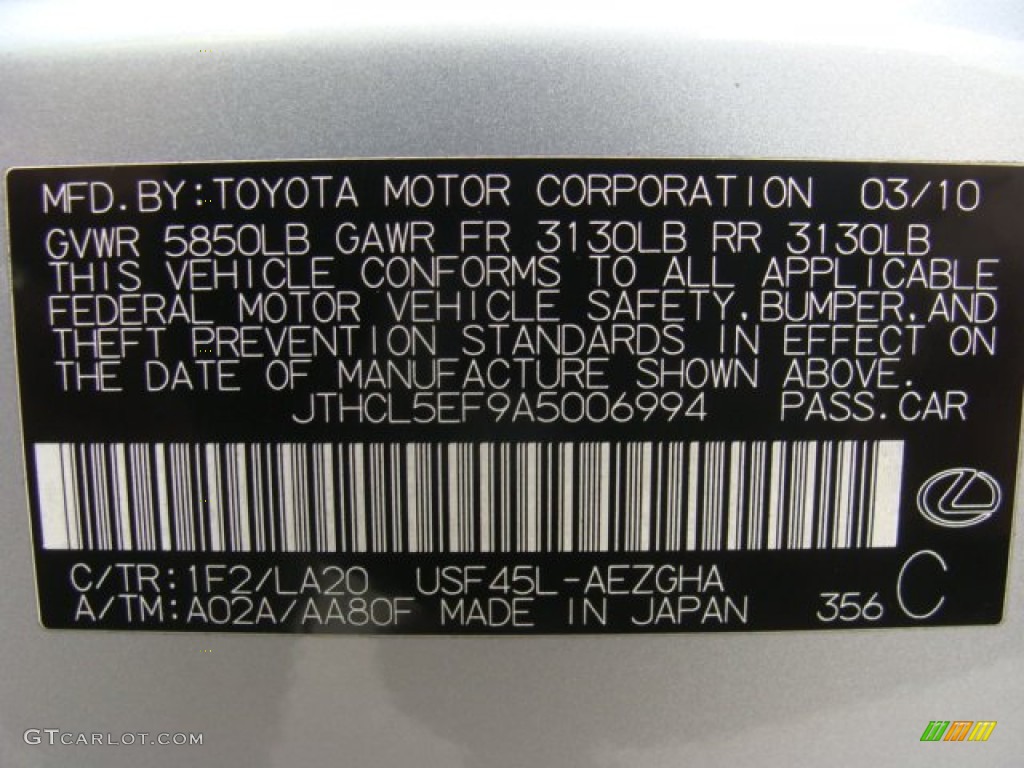 MFD.BY:TOYOTA MOTOR CORPORATION 03/10
GVWR 5850LB GAWR FR 3130LB RR 3130LB
THIS VEHICLE CONFORMS TO ALL APPLICABLE
FEDERAL MOTOR VEHICLE SAFETY,BUMPER,AND
THEFT PREVENTION STANDARDS IN EFFECT ON
THE DATE OF MANUFACTURE SHOWN ABOVE.
JTHCL5EF9A5006994 PASS.CAR
C/TR:1F2/LA20 USF45L-AEZGHA
A/TM:A02A/AA80F MADE IN JAPAN 356 C
GTCARLOT.COM